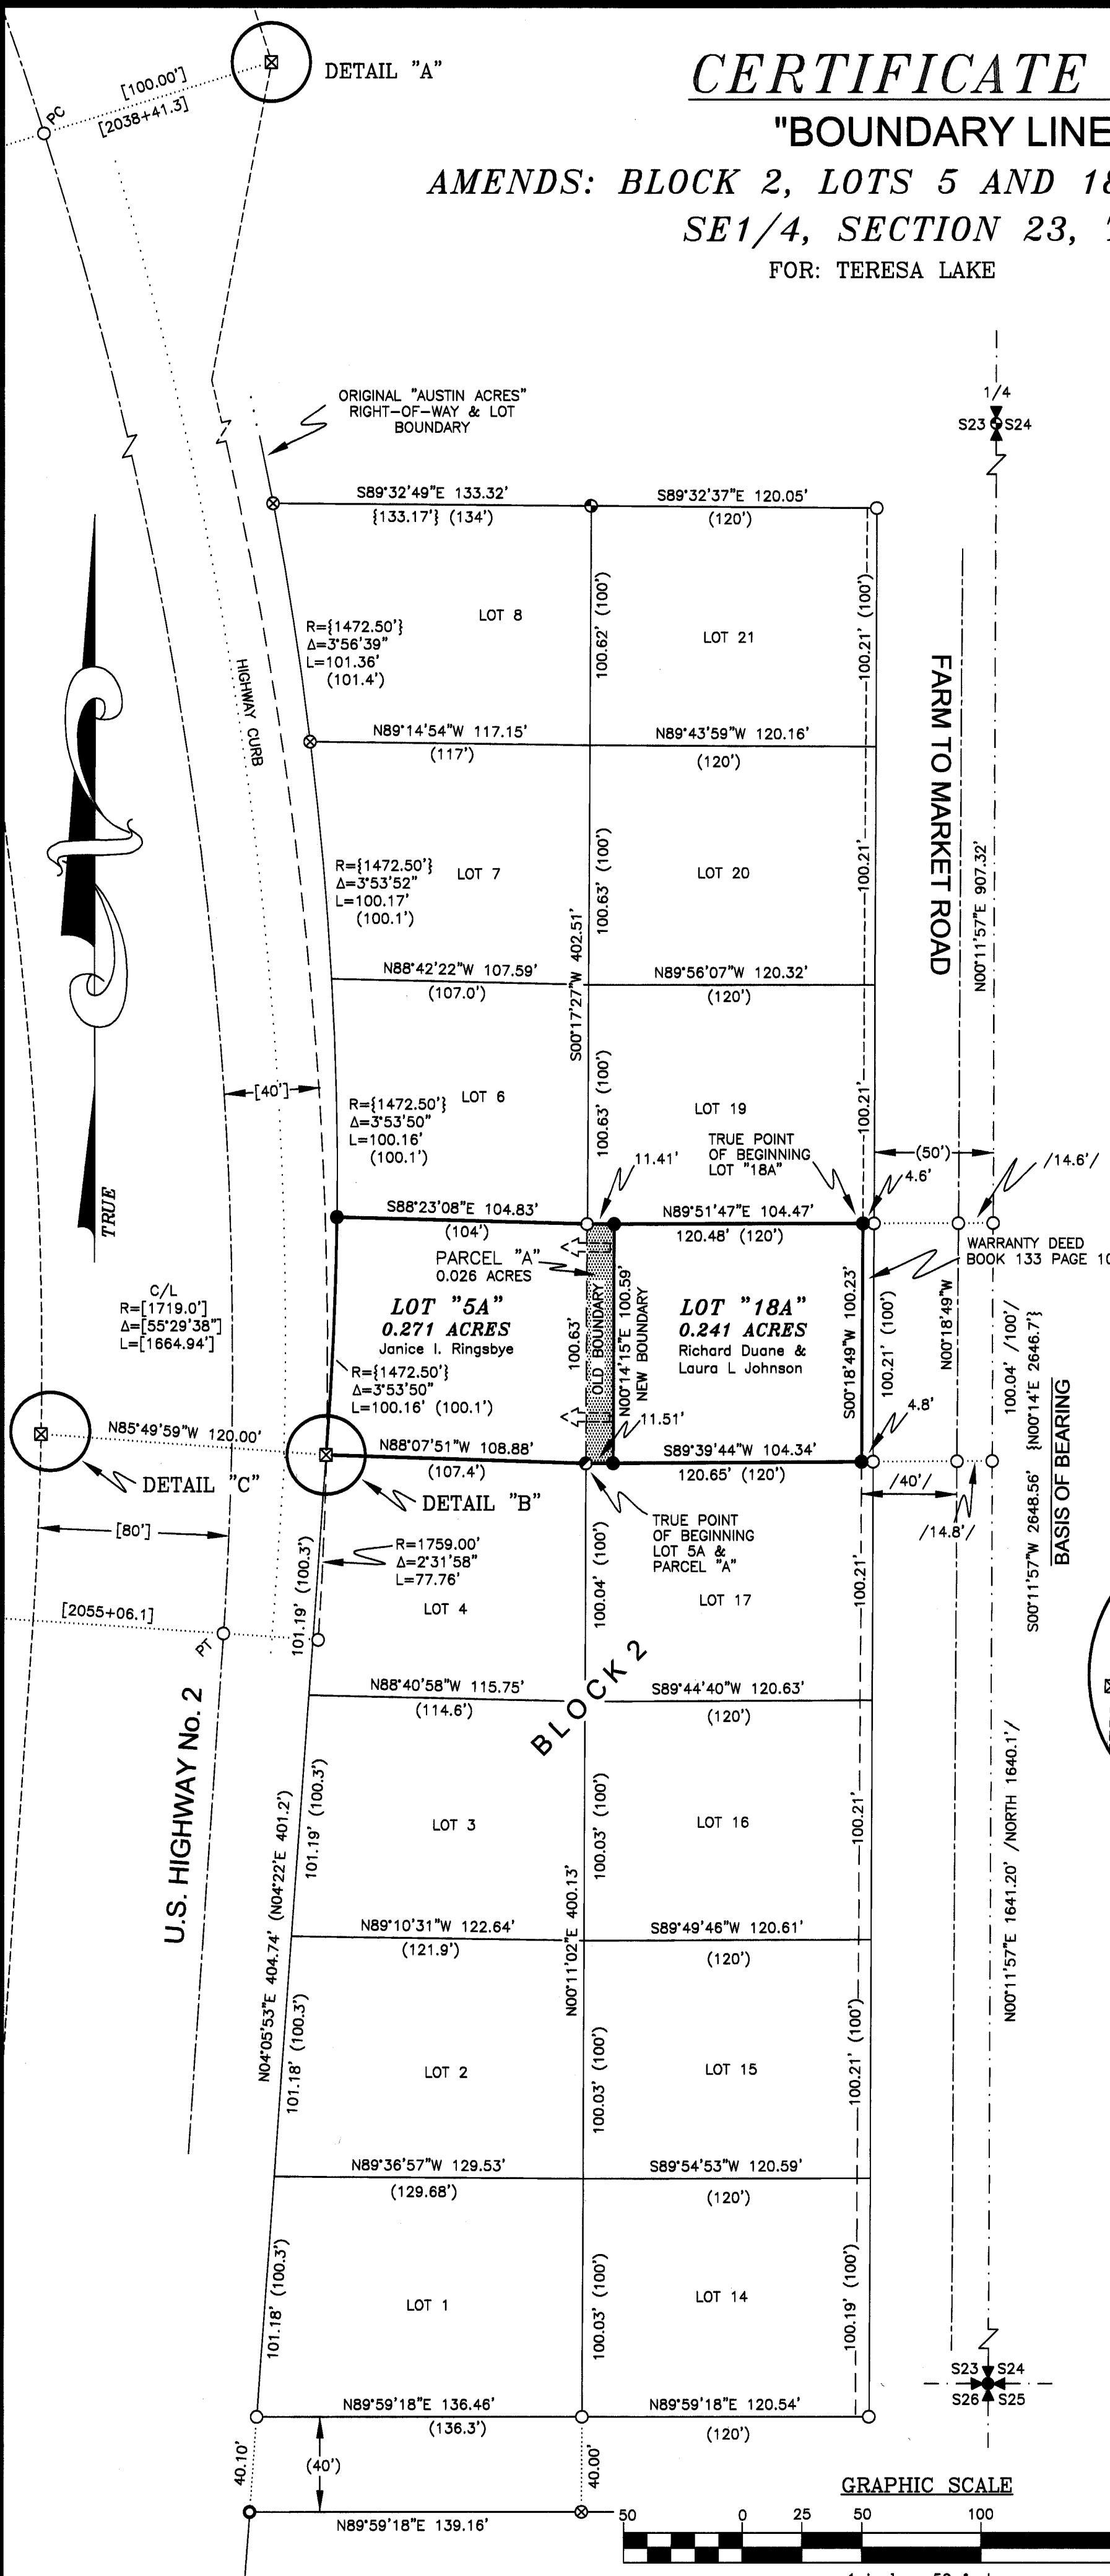 [100.00']
[2038+41.3]
PC
DETAIL "A"
CERTIFICATE
"BOUNDARY LINE
AMENDS: BLOCK 2, LOTS 5 AND 18
SE1/4, SECTION 23,
FOR: TERESA LAKE
1/4
S23 S24
ORIGINAL "AUSTIN ACRES"
RIGHT-OF-WAY & LOT
BOUNDARY
S89°32'49"E 133.32'
{133.17'} (134')
S89°32'37"E 120.05'
(120')
R={1472.50'}
Δ=3°56'39"
L=101.36'
(101.4')
LOT 8
100.62' (100')
LOT 21
100.21' (100')
HIGHWAY CURB
FARM TO MARKET ROAD
N89°14'54"W 117.15'
(117')
N89°43'59"W 120.16'
(120')
R={1472.50'}
Δ=3°53'52"
L=100.17'
(100.1')
LOT 7
S00°17'27"W 402.51'
100.63' (100')
LOT 20
100.21'
N00°11'57"E 907.32'
N88°42'22"W 107.59'
(107.0')
N89°56'07"W 120.32'
(120')
[40']
R={1472.50'}
Δ=3°53'50"
L=100.16'
(100.1')
LOT 6
100.63' (100')
LOT 19
100.21'
TRUE POINT
OF BEGINNING
LOT "18A"
11.41'
(50')
4.6'
/14.6'/
TRUE
S88°23'08"E 104.83'
(104')
N89°51'47"E 104.47'
120.48' (120')
WARRANTY DEED
BOOK 133 PAGE 10
PARCEL "A"
0.026 ACRES
C/L
R=[1719.0']
Δ=[55°29'38"]
L=[1664.94']
LOT "5A"
0.271 ACRES
Janice I. Ringsbye
R={1472.50'}
Δ=3°53'50"
L=100.16' (100.1')
100.63'
OLD BOUNDARY
N00°14'15"E 100.59'
NEW BOUNDARY
LOT "18A"
0.241 ACRES
Richard Duane &
Laura L Johnson
S00°18'49"W 100.23'
100.21' (100')
N00°18'49"W
100.04' /100'/
11.51'
4.8'
N85°49'59"W 120.00'
DETAIL "C"
N88°07'51"W 108.88'
(107.4')
DETAIL "B"
S89°39'44"W 104.34'
120.65' (120')
/40'/
/14.8'/
S00°11'57"W 2648.56' {N00°14'E 2646.7'}
BASIS OF BEARING
[80']
TRUE POINT
OF BEGINNING
LOT 5A &
PARCEL "A"
R=1759.00'
Δ=2°31'58"
L=77.76'
101.19' (100.3')
LOT 4
100.04' (100')
LOT 17
100.21'
[2055+06.1]
PT
BLOCK 2
U.S. HIGHWAY No. 2
N88°40'58"W 115.75'
(114.6')
S89°44'40"W 120.63'
(120')
N04°05'53"E 404.74' (N04°22'E 401.2')
101.19' (100.3')
LOT 3
100.03' (100')
LOT 16
100.21'
N00°11'57"E 1641.20' /NORTH 1640.1'/
N89°10'31"W 122.64'
(121.9')
N00°11'02"E 400.13'
S89°49'46"W 120.61'
(120')
101.18' (100.3')
LOT 2
100.03' (100')
LOT 15
100.21' (100')
N89°36'57"W 129.53'
(129.68')
S89°54'53"W 120.59'
(120')
101.18' (100.3')
LOT 1
100.03' (100')
LOT 14
100.19' (100')
S23 S24
S26 S25
N89°59'18"E 136.46'
(136.3')
N89°59'18"E 120.54'
(120')
40.10'
(40')
40.00'
N89°59'18"E 139.16'
GRAPHIC SCALE
50 0 25 50 100